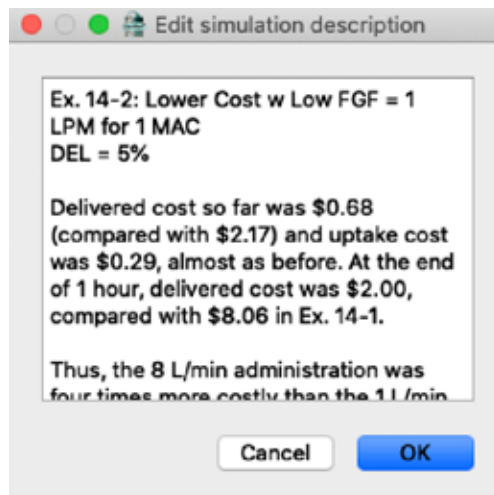 Edit simulation description
Ex. 14-2: Lower Cost w Low FGF = 1
LPM for 1 MAC
DEL = 5%
Delivered cost so far was $0.68
(compared with $2.17) and uptake cost
was $0.29, almost as before. At the end
of 1 hour, delivered cost was $2.00,
compared with $8.06 in Ex. 14-1.
Thus, the 8 L/min administration was
four times more costly than the 1 L/min
Cancel
OK